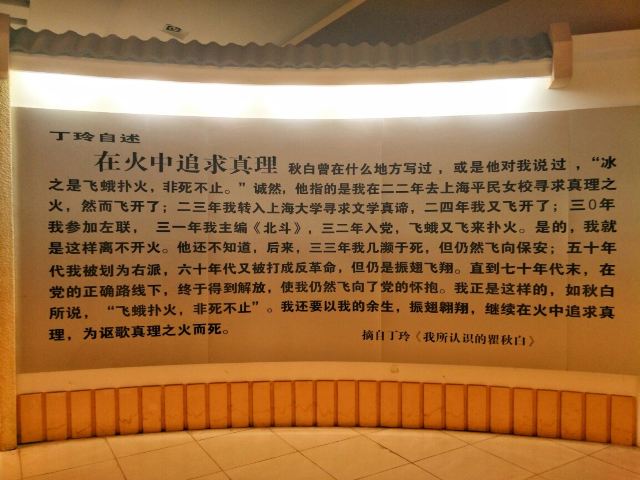 丁玲自述
在火中追求真理 秋白曾在什么地方写过，或是他对我说过，“冰
之是飞蛾扑火，非死不止。”诚然，他指的是我在二二年去上海平民女校寻求真理之
火，然而飞开了；二三年我转入上海大学寻求文学真谛，二四年我又飞开了；三0年
我参加左联，三一年我主编《北斗》，三二年入党，飞蛾又飞来扑火。是的，我就
是这样离不开火。他还不知道，后来，三三年我几濒于死，但仍然飞向保安；五十年
代我被划为右派，六十年代又被打成反革命，但仍是振翅飞翔。直到七十年代末，在
党的正确路线下，终于得到解放，使我仍然飞向了党的怀抱。我正是这样的，如秋白
所说，“飞蛾扑火，非死不止”。我还要以我的余生，振翅翱翔，继续在火中追求真
理，为讴歌真理之火而死。
摘自丁玲《我所认识的瞿秋白》